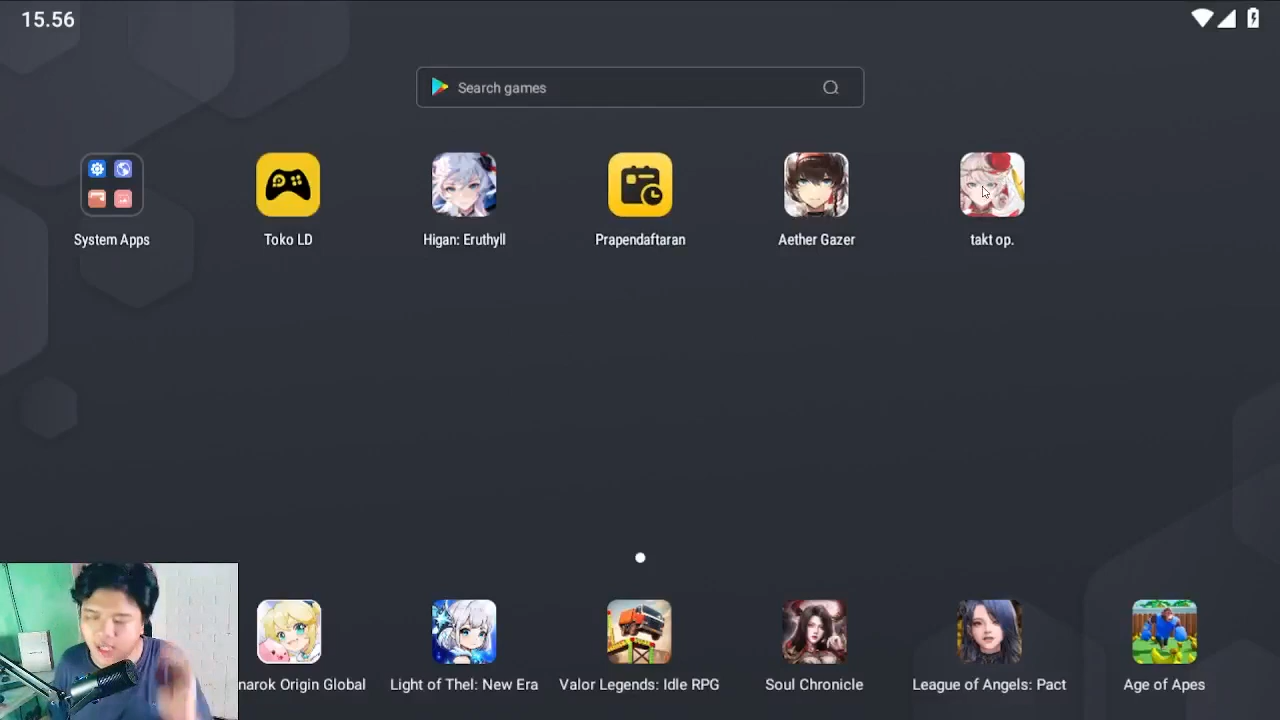 15.56
Search games
System Apps
Toko LD
Higan: Eruthyll
Prapendaftaran
Aether Gazer
takt op.
narok Origin Global
Light of Thel: New Era
Valor Legends: Idle RPG
Soul Chronicle
League of Angels: Pact
Age of Apes